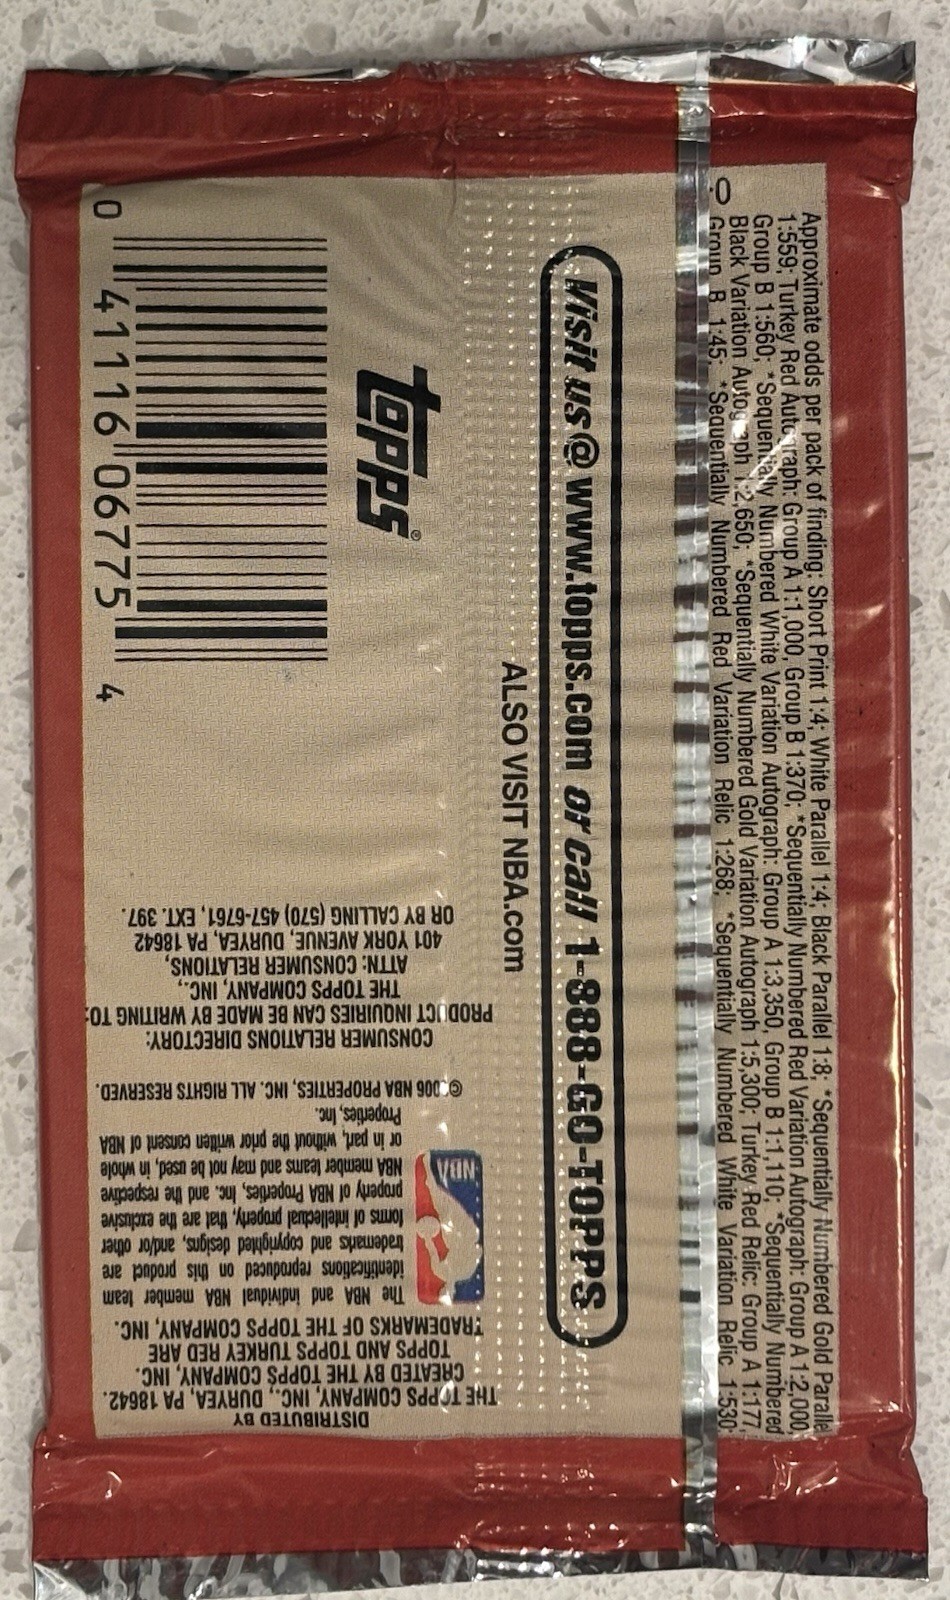 Approximate odds per pack of finding: Short Print 1:4; White Parallel 1:4; Black Parallel 1:8; *Sequentially Numbered Gold Parallel
1:559; Turkey Red Autograph: Group A 1:1,000, Group B 1:370; *Sequentially Numbered Red Variation Autograph: Group A 1:2,000,
Group B 1:560; *Sequentially Numbered White Variation Autograph: Group A 1:3,350, Group B 1:1,110; *Sequentially Numbered
Black Variation Autograph 1:2,650; *Sequentially Numbered Gold Variation Autograph 1:5,300; Turkey Red Relic: Group A 1:177,
Group B 1:45; *Sequentially Numbered Red Variation Relic 1:268; *Sequentially Numbered White Variation Relic 1:530;
0
Visit us @ www.topps.com or call 1-888-GO-TOPPS
ALSO VISIT NBA.com
topps®
0 41116 06775 4
DISTRIBUTED BY
THE TOPPS COMPANY, INC., DURYEA, PA 18642.
CREATED BY THE TOPPS COMPANY, INC.
TOPPS AND TOPPS TURKEY RED ARE
TRADEMARKS OF THE TOPPS COMPANY, INC.
NBA
The NBA and individual NBA member team
identifications reproduced on this product are
trademarks and copyrighted designs, and/or other
forms of intellectual property, that are the exclusive
property of NBA Properties, Inc. and the respective
NBA member teams and may not be used, in whole
or in part, without the prior written consent of NBA
Properties, Inc.
©2006 NBA PROPERTIES, INC. ALL RIGHTS RESERVED.
CONSUMER RELATIONS DIRECTORY:
PRODUCT INQUIRIES CAN BE MADE BY WRITING TO:
THE TOPPS COMPANY, INC.,
ATTN: CONSUMER RELATIONS,
401 YORK AVENUE, DURYEA, PA 18642
OR BY CALLING (570) 457-6761, EXT. 397.